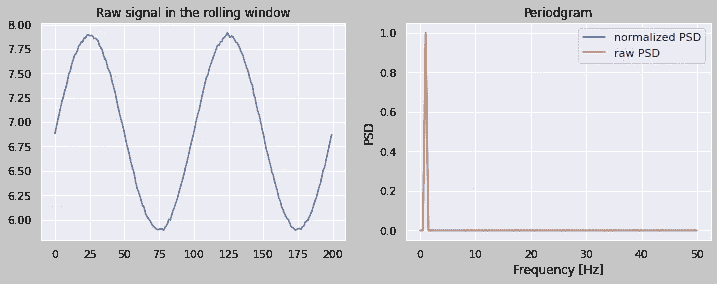 Raw signal in the rolling window
8.00
7.75
7.50
7.25
7.00
6.75
6.50
6.25
6.00
0 25 50 75 100 125 150 175 200
Periodgram
normalized PSD
raw PSD
PSD
1.0
0.8
0.6
0.4
0.2
0.0
0 10 20 30 40 50
Frequency [Hz]